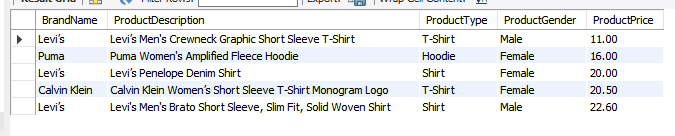 Result Grid Filter Rows: Export: Wrap Cell Content:
BrandName ProductDescription ProductType ProductGender ProductPrice
Levi’s Levi’s Men's Crewneck Graphic Short Sleeve T-Shirt T-Shirt Male 11.00
Puma Puma Women's Amplified Fleece Hoodie Hoodie Female 16.00
Levi’s Levi’s Penelope Denim Shirt Shirt Female 20.00
Calvin Klein Calvin Klein Women’s Short Sleeve T-Shirt Monogram Logo T-Shirt Female 20.50
Levi’s Levi's Men's Brato Short Sleeve, Slim Fit, Solid Woven Shirt Shirt Male 22.60